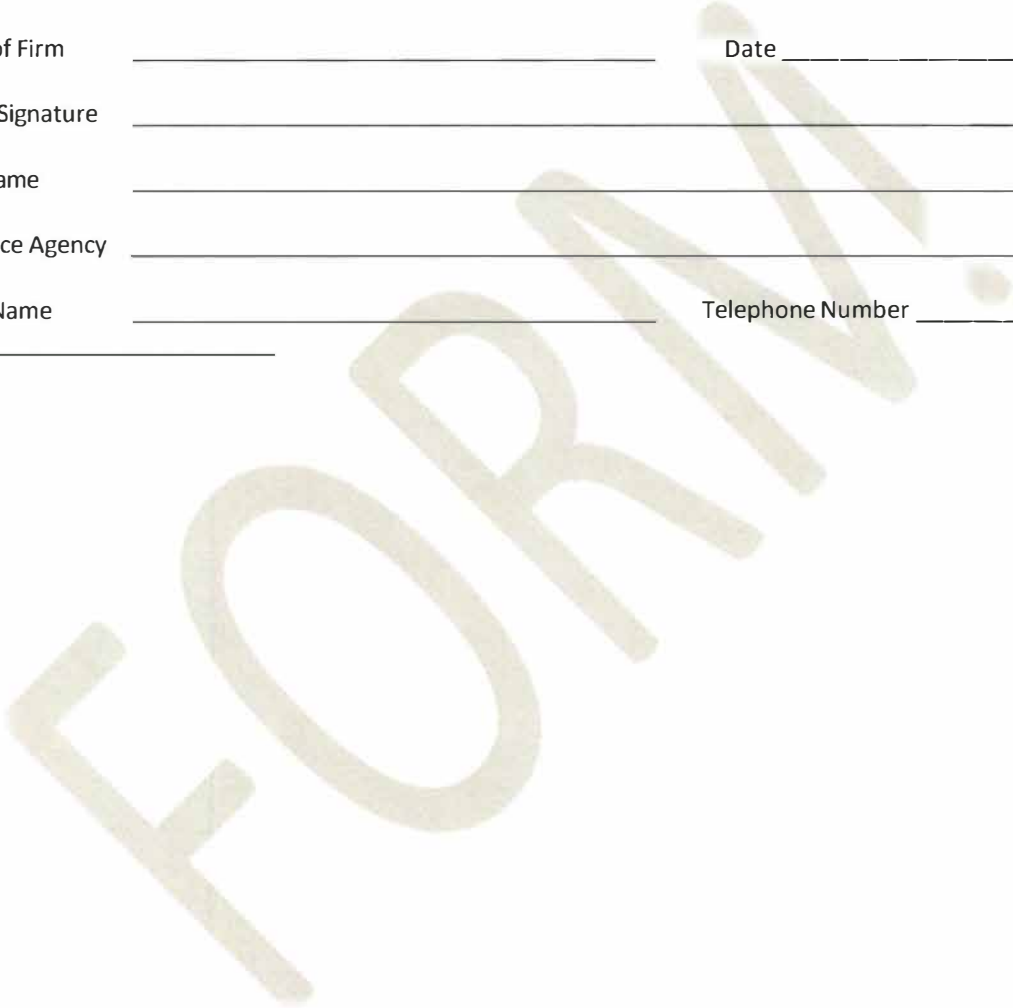 of Firm Date
Signature
ame
ce Agency
Name Telephone Number
FORM.